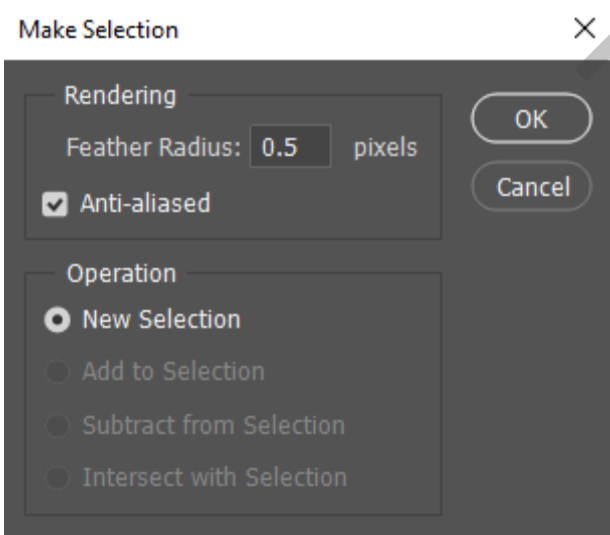 Make Selection
Rendering
Feather Radius: 0.5 pixels
Anti-aliased
OK
Cancel
Operation
New Selection
Add to Selection
Subtract from Selection
Intersect with Selection